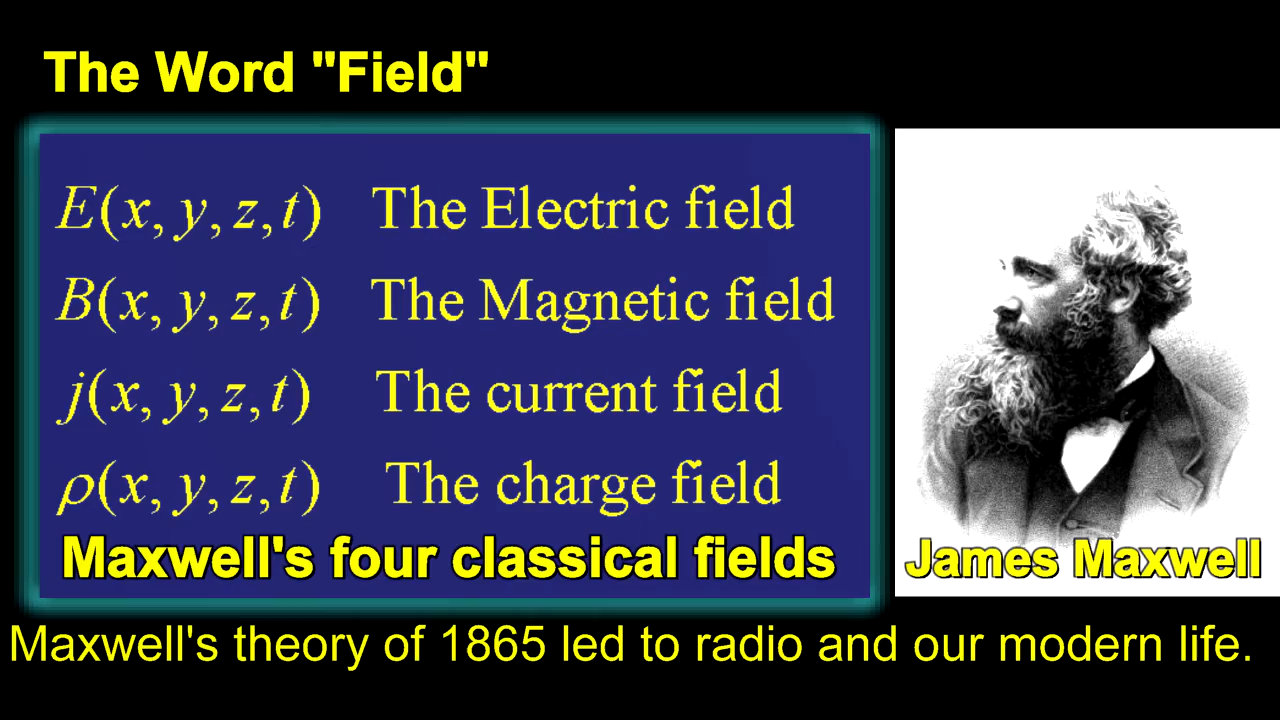 The Word "Field"
E(x, y, z, t) The Electric field
B(x, y, z, t) The Magnetic field
j(x, y, z, t) The current field
ρ(x, y, z, t) The charge field
Maxwell's four classical fields
James Maxwell
Maxwell's theory of 1865 led to radio and our modern life.